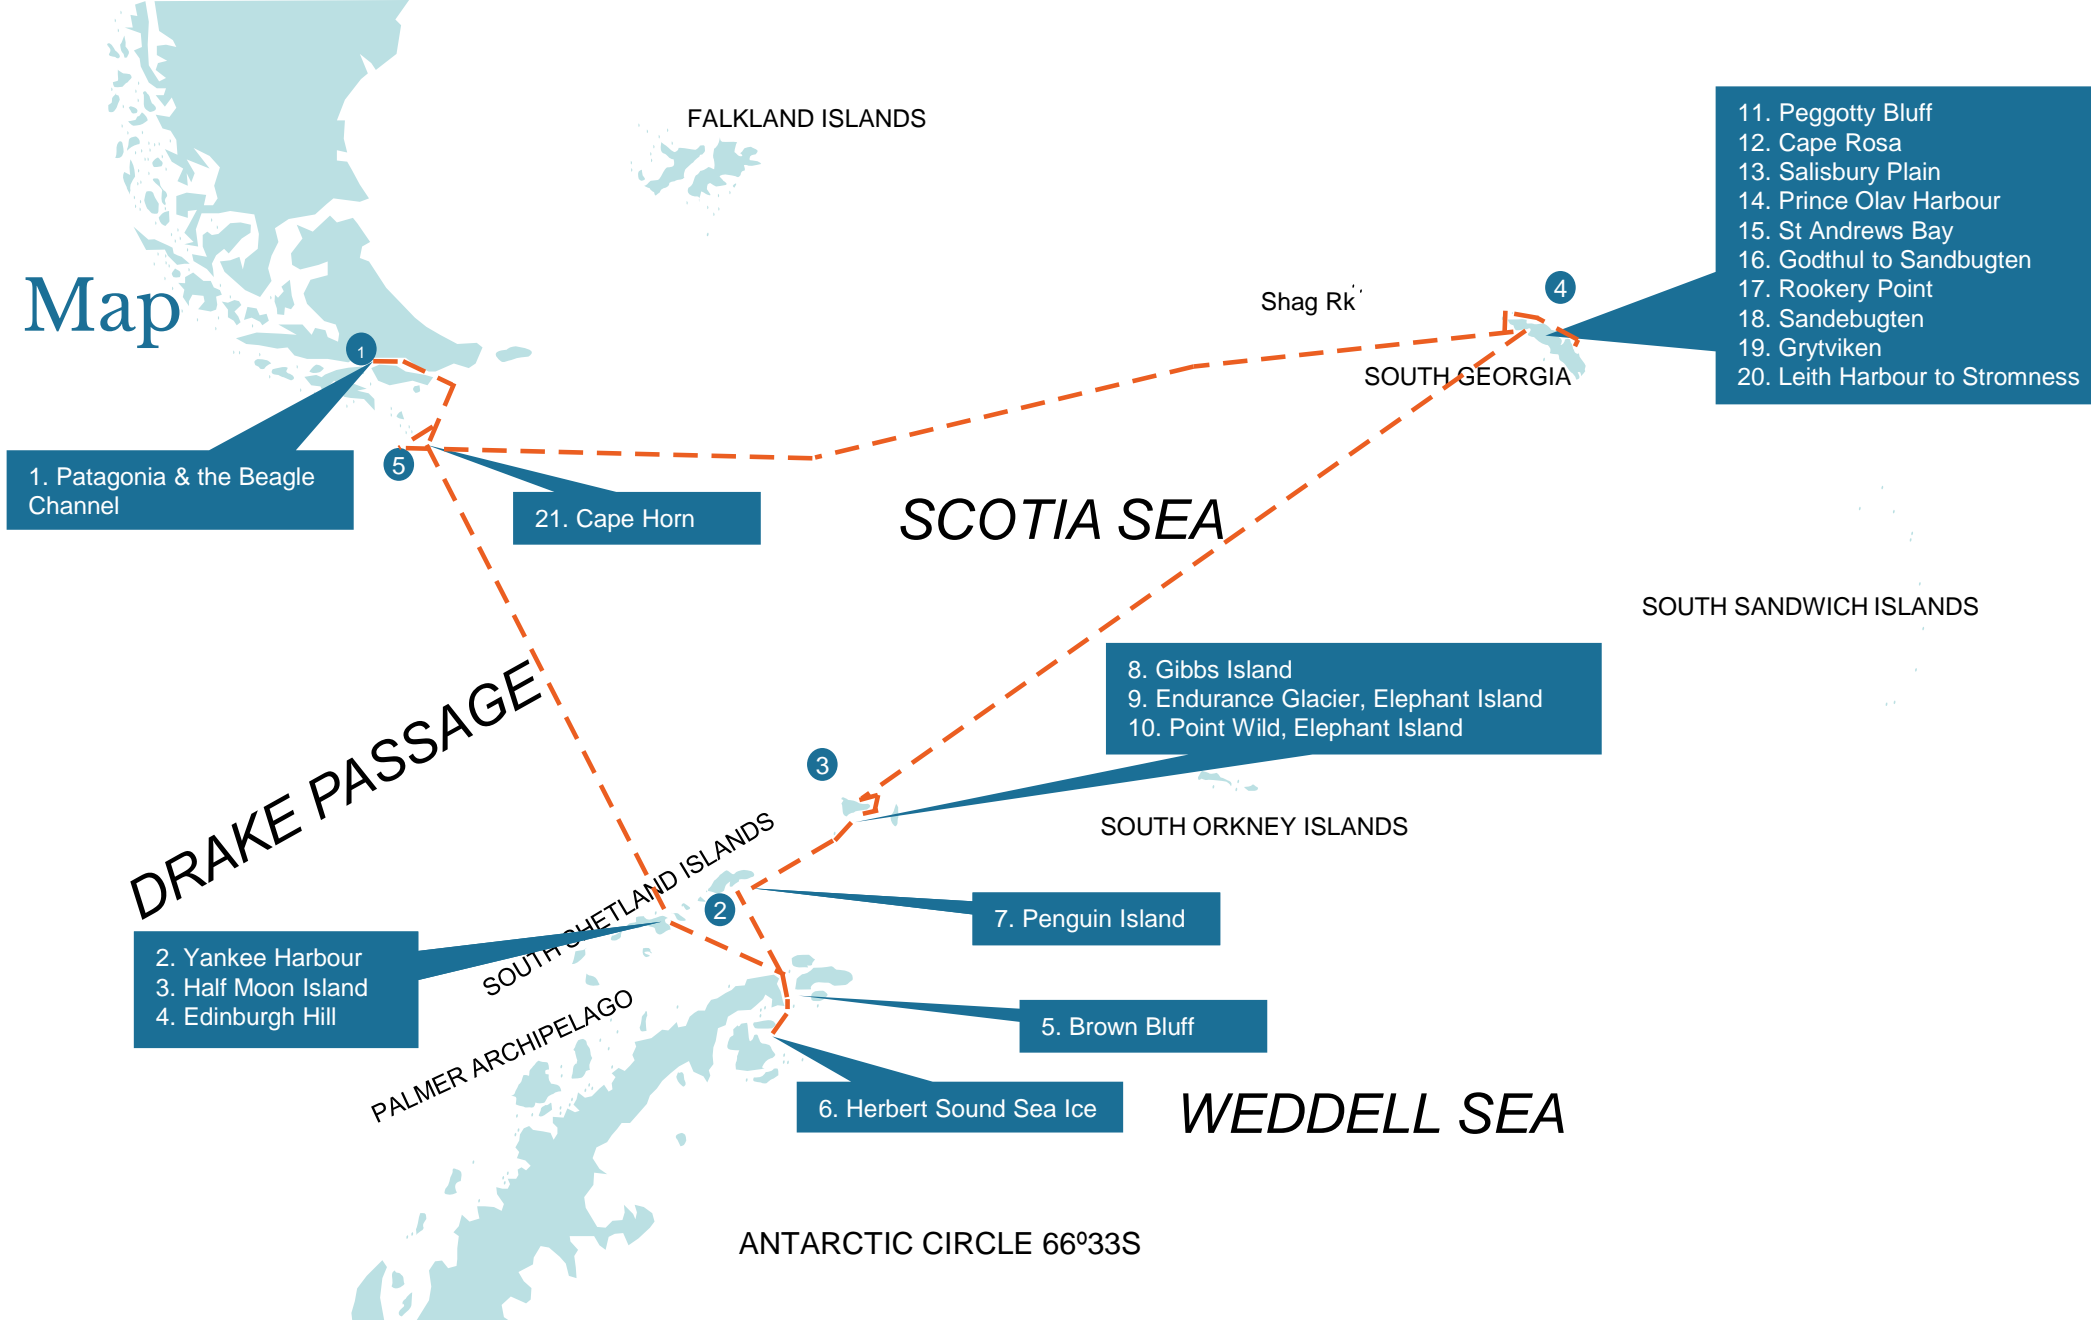 FALKLAND ISLANDS
11. Peggotty Bluff
12. Cape Rosa
13. Salisbury Plain
14. Prince Olav Harbour
15. St Andrews Bay
16. Godthul to Sandbugten
17. Rookery Point
18. Sandebugten
19. Grytviken
20. Leith Harbour to Stromness
Map
Shag Rk
4
1
SOUTH GEORGIA
5
1. Patagonia & the Beagle
Channel
21. Cape Horn
SCOTIA SEA
SOUTH SANDWICH ISLANDS
DRAKE PASSAGE
8. Gibbs Island
9. Endurance Glacier, Elephant Island
10. Point Wild, Elephant Island
3
SOUTH ORKNEY ISLANDS
SOUTH SHETLAND ISLANDS
2
7. Penguin Island
2. Yankee Harbour
3. Half Moon Island
4. Edinburgh Hill
PALMER ARCHIPELAGO
5. Brown Bluff
6. Herbert Sound Sea Ice
WEDDELL SEA
ANTARCTIC CIRCLE 66º33S